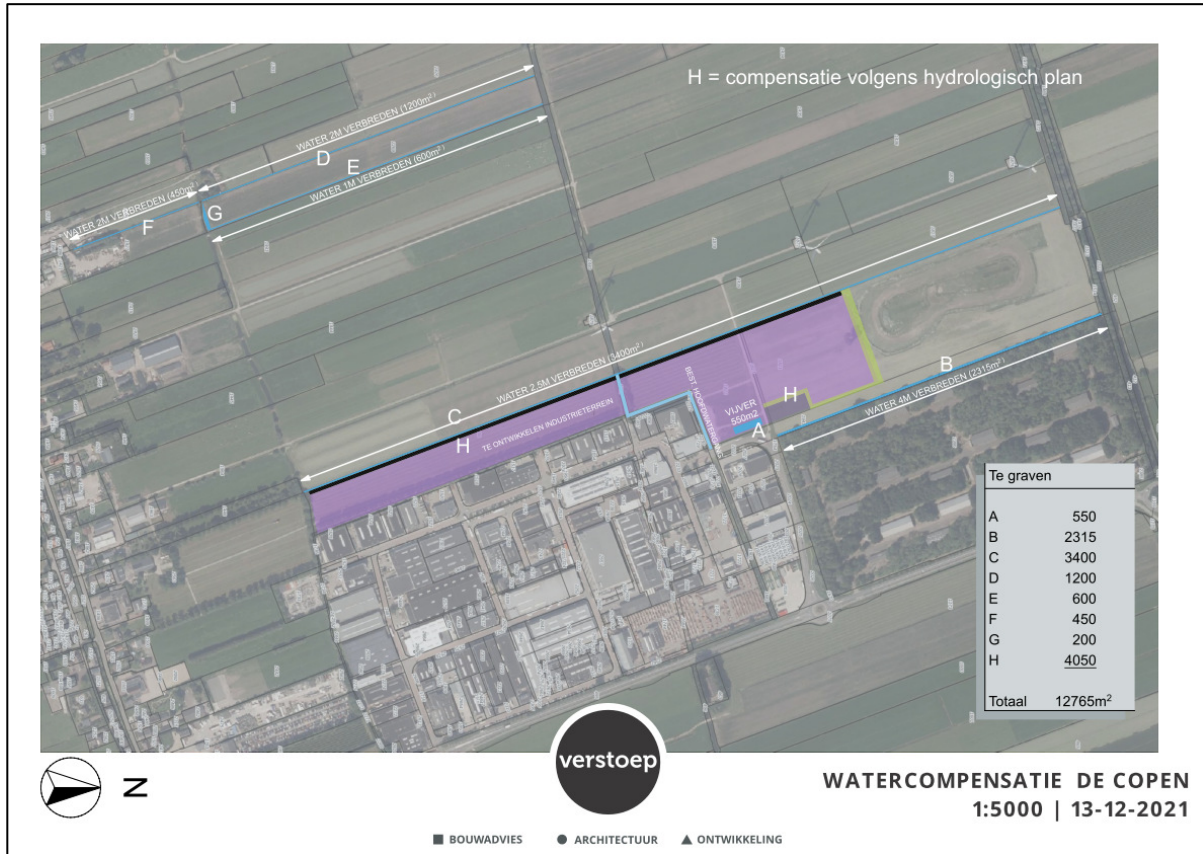 H = compensatie volgens hydrologisch plan
WATER 2M VERBREDEN (1200m²)
D
E
WATER 1M VERBREDEN (600m²)
WATER 2M VERBREDEN (450m²
F
G
WATER 2,5M VERBREDEN (3400m²)
C
H
TE ONTWIKKELEN INDUSTRIETERREIN
BEST. HOOFDWATERGANG
VIJVER
550m2
A
H
B
WATER 4M VERBREDEN (2315m²)
Te graven
A 550
B 2315
C 3400
D 1200
E 600
F 450
G 200
H 4050
Totaal 12765m²
N
verstoep
WATERCOMPENSATIE DE COPEN
1:5000 | 13-12-2021
BOUWADVIES ARCHITECTUUR ONTWIKKELING